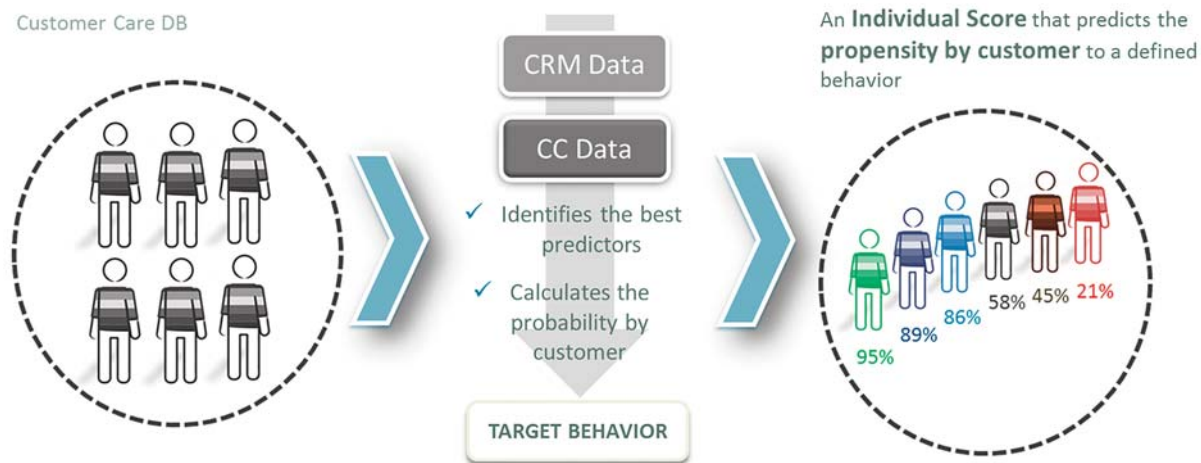 Customer Care DB
CRM Data
CC Data
✓ Identifies the best
predictors
✓ Calculates the
probability by
customer
TARGET BEHAVIOR
An Individual Score that predicts the
propensity by customer to a defined
behavior
95%
89%
86%
58%
45%
21%